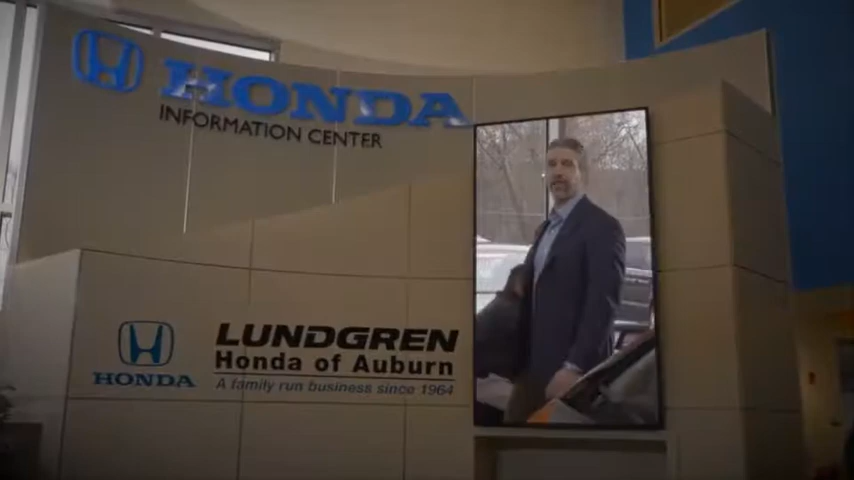 HONDA
INFORMATION CENTER
LUNDGREN
Honda of Auburn
HONDA
A family run business since 1964